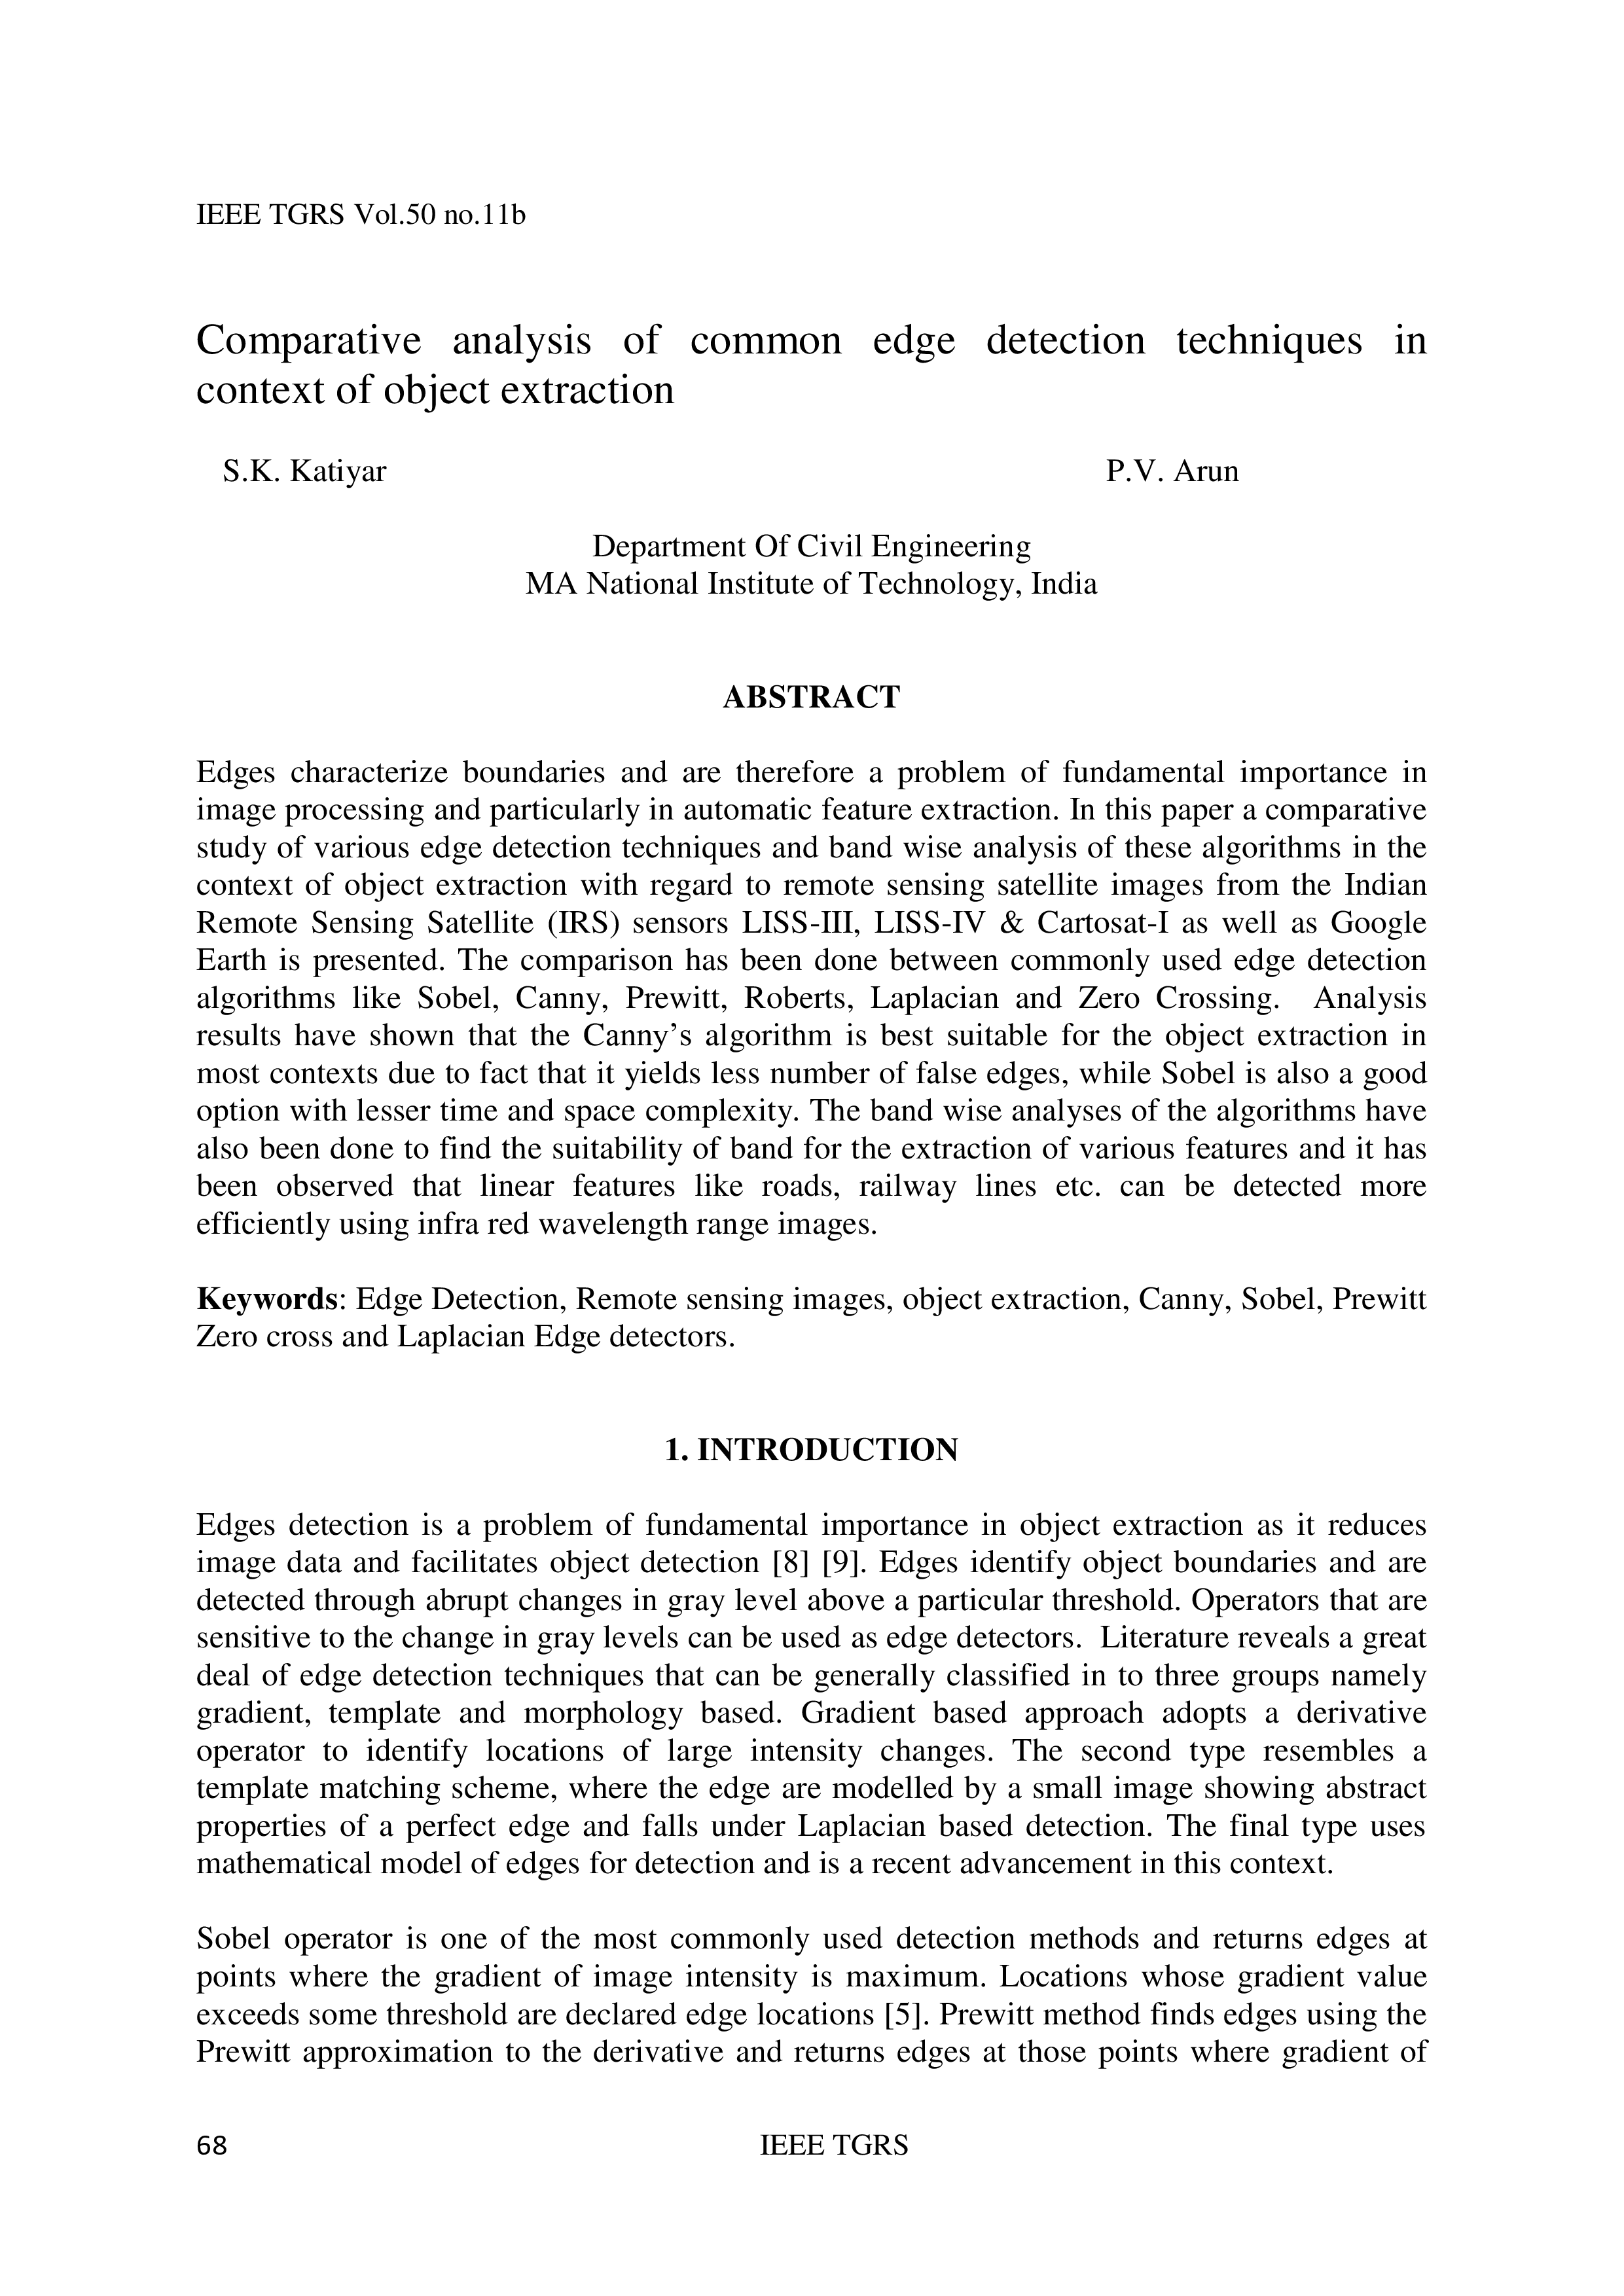 IEEE TGRS Vol.50 no.11b
Comparative analysis of common edge detection techniques in
context of object extraction
S.K. Katiyar P.V. Arun
Department Of Civil Engineering
MA National Institute of Technology, India
ABSTRACT
Edges characterize boundaries and are therefore a problem of fundamental importance in
image processing and particularly in automatic feature extraction. In this paper a comparative
study of various edge detection techniques and band wise analysis of these algorithms in the
context of object extraction with regard to remote sensing satellite images from the Indian
Remote Sensing Satellite (IRS) sensors LISS-III, LISS-IV & Cartosat-I as well as Google
Earth is presented. The comparison has been done between commonly used edge detection
algorithms like Sobel, Canny, Prewitt, Roberts, Laplacian and Zero Crossing. Analysis
results have shown that the Canny's algorithm is best suitable for the object extraction in
most contexts due to fact that it yields less number of false edges, while Sobel is also a good
option with lesser time and space complexity. The band wise analyses of the algorithms have
also been done to find the suitability of band for the extraction of various features and it has
been observed that linear features like roads, railway lines etc. can be detected more
efficiently using infra red wavelength range images.
Keywords: Edge Detection, Remote sensing images, object extraction, Canny, Sobel, Prewitt
Zero cross and Laplacian Edge detectors.
1. INTRODUCTION
Edges detection is a problem of fundamental importance in object extraction as it reduces
image data and facilitates object detection [8] [9]. Edges identify object boundaries and are
detected through abrupt changes in gray level above a particular threshold. Operators that are
sensitive to the change in gray levels can be used as edge detectors. Literature reveals a great
deal of edge detection techniques that can be generally classified in to three groups namely
gradient, template and morphology based. Gradient based approach adopts a derivative
operator to identify locations of large intensity changes. The second type resembles a
template matching scheme, where the edge are modelled by a small image showing abstract
properties of a perfect edge and falls under Laplacian based detection. The final type uses
mathematical model of edges for detection and is a recent advancement in this context.
Sobel operator is one of the most commonly used detection methods and returns edges at
points where the gradient of image intensity is maximum. Locations whose gradient value
exceeds some threshold are declared edge locations [5]. Prewitt method finds edges using the
Prewitt approximation to the derivative and returns edges at those points where gradient of
68 IEEE TGRS